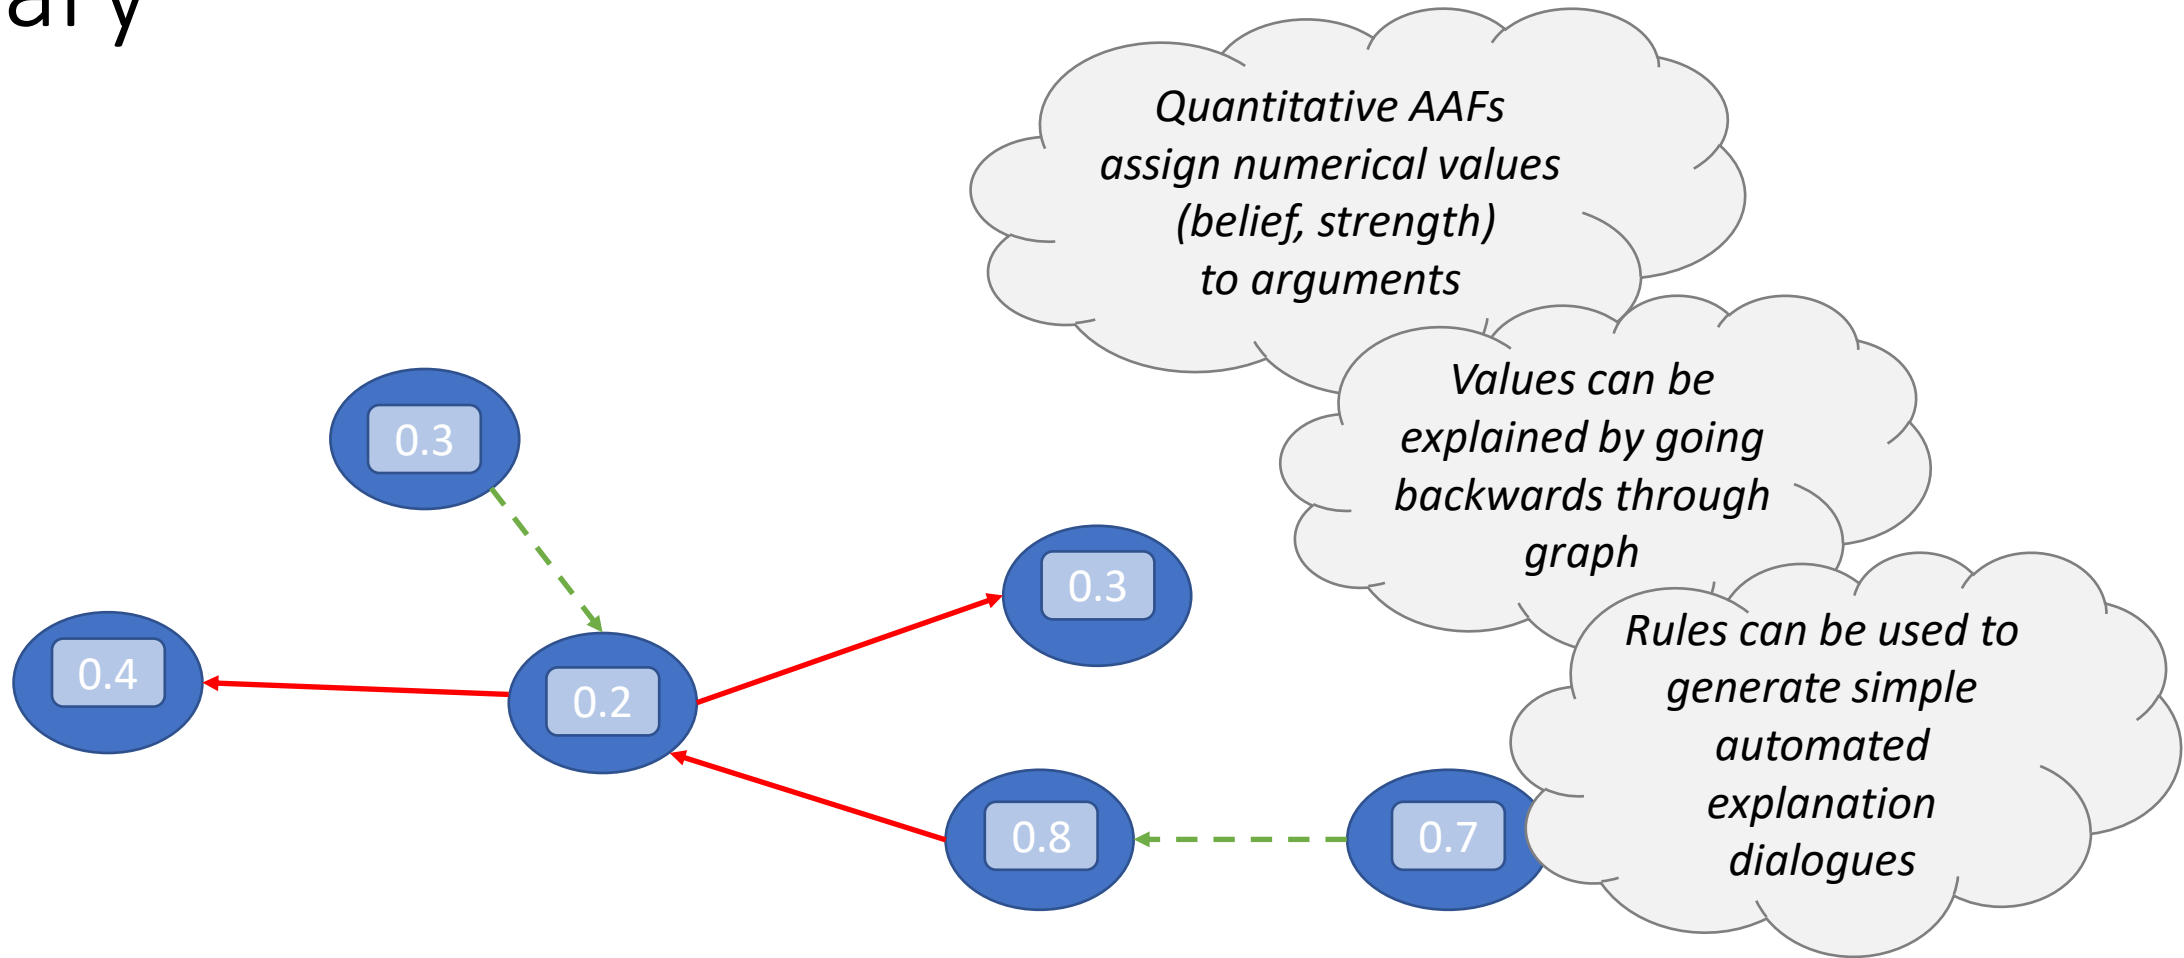 ary
Quantitative AAFs
assign numerical values
(belief, strength)
to arguments
Values can be
explained by going
backwards through
graph
Rules can be used to
generate simple
automated
explanation
dialogues
0.3
0.3
0.4
0.2
0.8
0.7